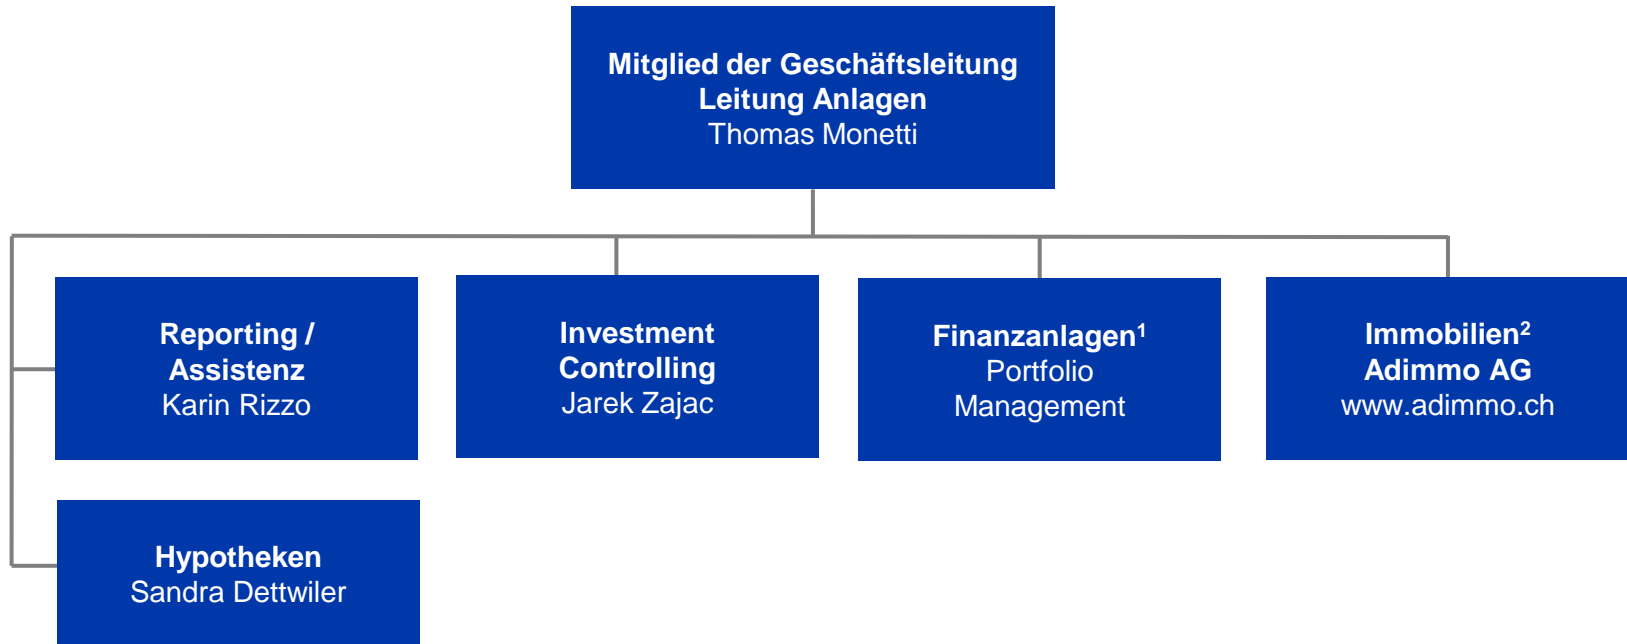 Mitglied der Geschäftsleitung
Leitung Anlagen
Thomas Monetti
Reporting /
Assistenz
Karin Rizzo
Investment
Controlling
Jarek Zajac
Finanzanlagen¹
Portfolio
Management
Immobilien²
Adimmo AG
www.adimmo.ch
Hypotheken
Sandra Dettwiler